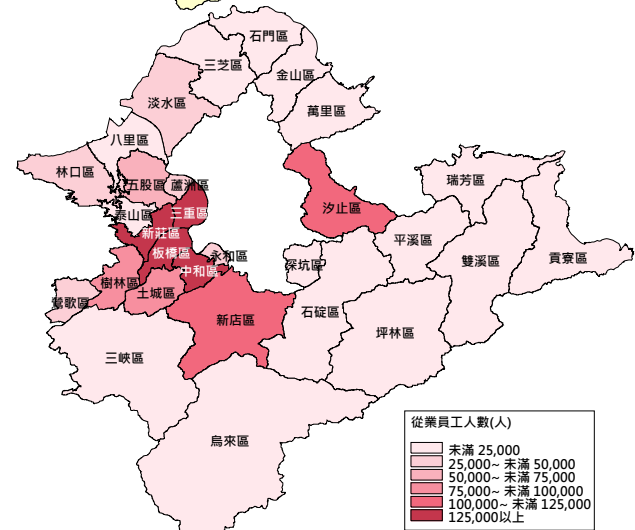 石門區
三芝區
金山區
淡水區
萬里區
八里區
林口區
五股區
蘆洲區
瑞芳區
泰山區
三重區
汐止區
新莊區
平溪區
板橋區
永和區
雙溪區
貢寮區
中和區
深坑區
樹林區
土城區
鶯歌區
新店區
石碇區
坪林區
三峽區
烏來區
從業員工人數(人)
未滿 25,000
25,000~ 未滿 50,000
50,000~ 未滿 75,000
75,000~ 未滿 100,000
100,000~ 未滿 125,000
125,000以上